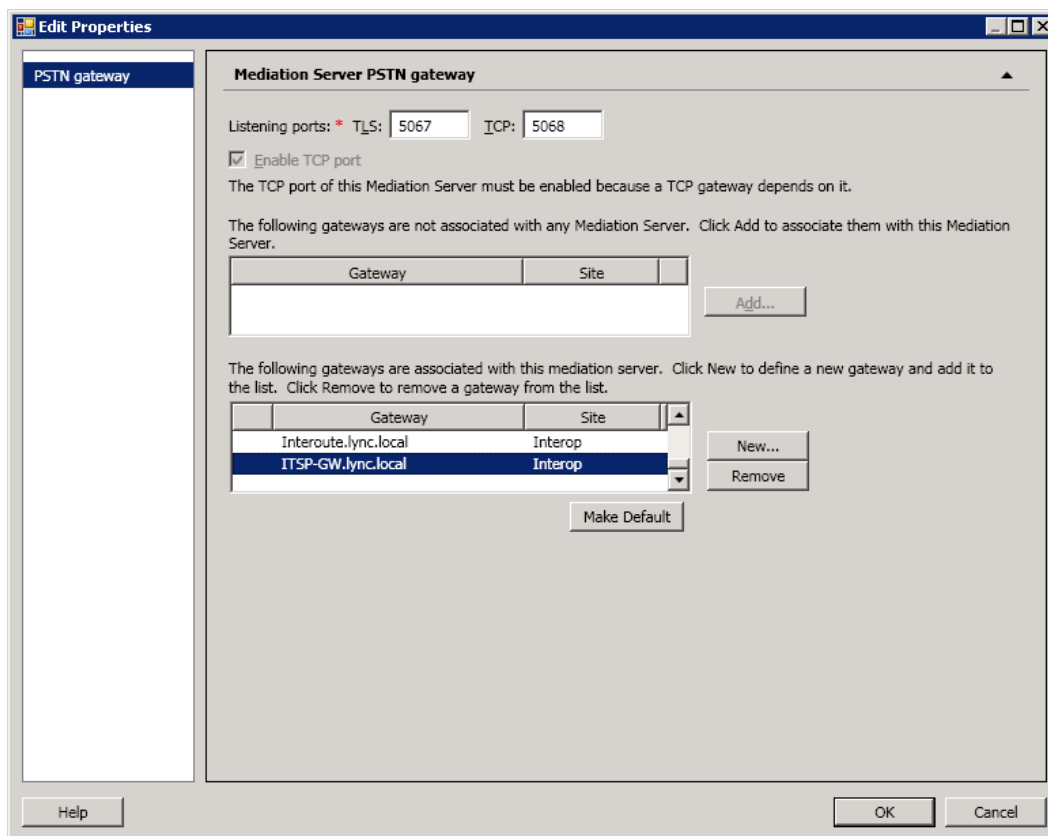 Edit Properties
PSTN gateway
Mediation Server PSTN gateway
Listening ports: * TLS: 5067 TCP: 5068
Enable TCP port
The TCP port of this Mediation Server must be enabled because a TCP gateway depends on it.
The following gateways are not associated with any Mediation Server. Click Add to associate them with this Mediation
Server.
Gateway Site
Add...
The following gateways are associated with this mediation server. Click New to define a new gateway and add it to
the list. Click Remove to remove a gateway from the list.
Gateway Site
Interoute.lync.local Interop
ITSP-GW.lync.local Interop
New...
Remove
Make Default
Help OK Cancel